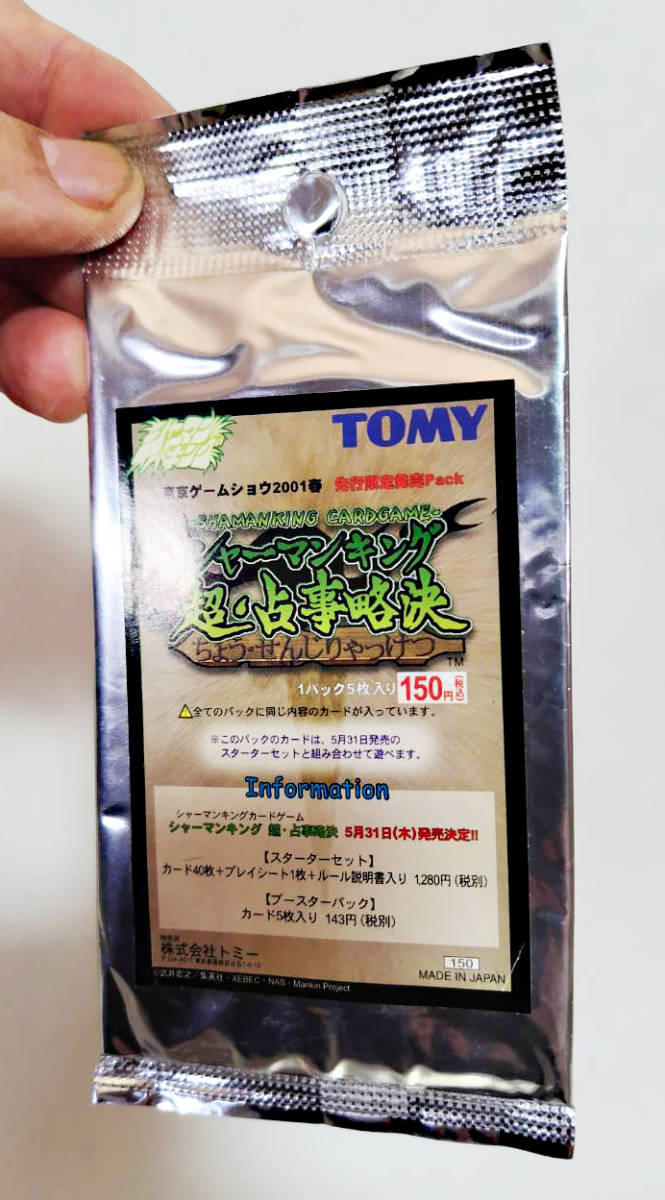 シャーマンキング
TOMY
東京ゲームショウ2001春 先行限定発売Pack
SHAMANKING CARDGAME
シャーマンキング
超・占事略決
ちょう・せんじりゃっけつ
TM
1パック5枚入り 150円(税込)
全てのパックに同じ内容のカードが入っています。
※このパックのカードは、5月31日発売の
スターターセットと組み合わせて遊べます。
Information
シャーマンキングカードゲーム
シャーマンキング 超・占事略決 5月31日(木)発売決定!!
【スターターセット】
カード40枚+プレイシート1枚+ルール説明書入り 1,280円(税別)
【ブースターパック】
カード5枚入り 143円(税別)
発売元
株式会社トミー
150
MADE IN JAPAN
©武井宏之/集英社・XEBEC・NAS・Mankin Project